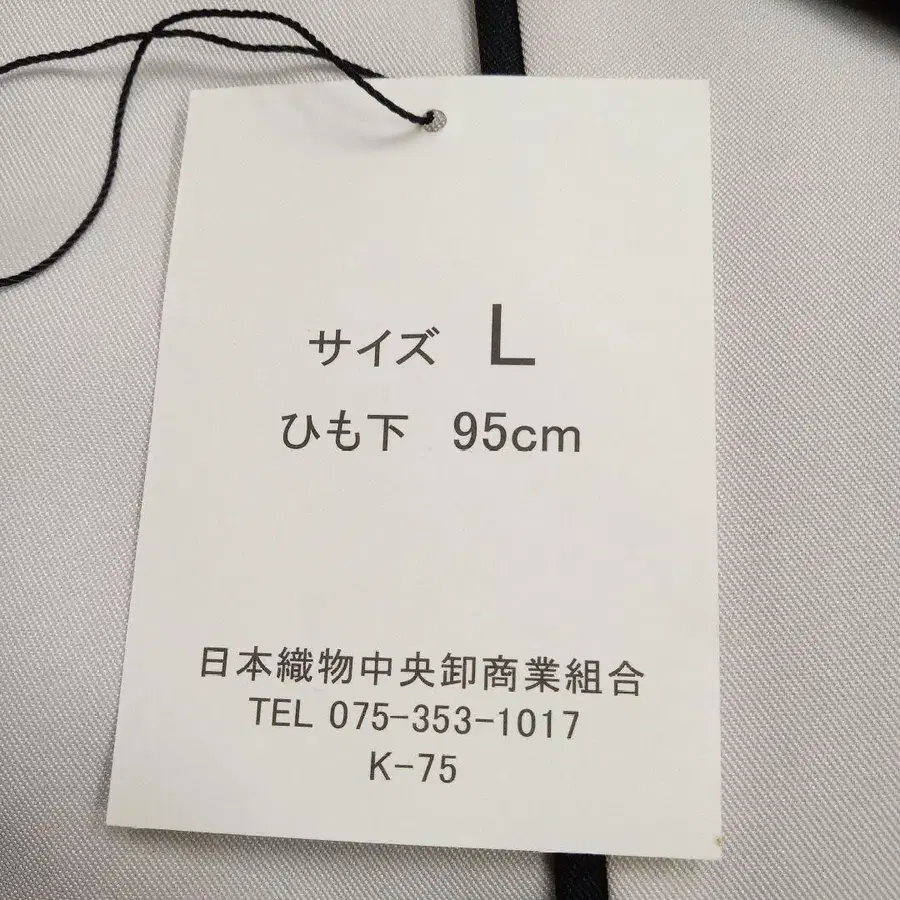 サイズ L
ひも下 95cm
日本織物中央卸商業組合
TEL 075-353-1017
K-75